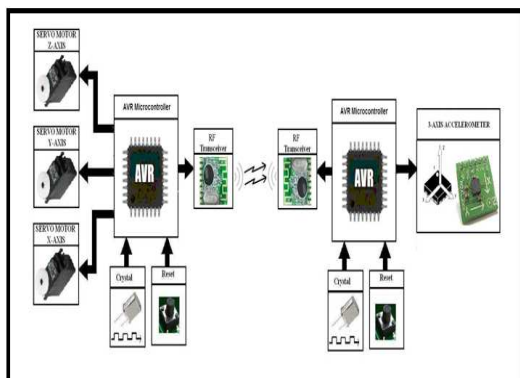 SERVO MOTOR
Z-AXIS
SERVO MOTOR
Y-AXIS
SERVO MOTOR
X-AXIS
AVR Microcontroller
AVR
Crystal
Reset
RF
Transceiver
RF
Transceiver
AVR Microcontroller
AVR
Crystal
Reset
3-AXIS ACCELEROMETER